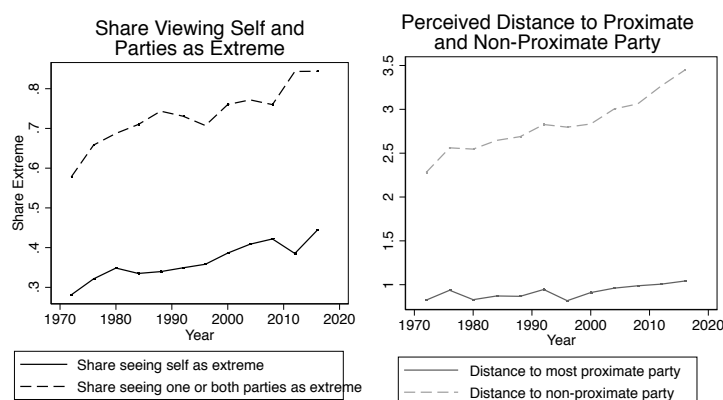 Share Viewing Self and
Parties as Extreme
Share Extreme
.8
.7
.6
.5
.4
.3
1970 1980 1990 2000 2010 2020
Year
Share seeing self as extreme
Share seeing one or both parties as extreme
Perceived Distance to Proximate
and Non-Proximate Party
3.5
3
2.5
2
1.5
1
1970 1980 1990 2000 2010 2020
Year
Distance to most proximate party
Distance to non-proximate party